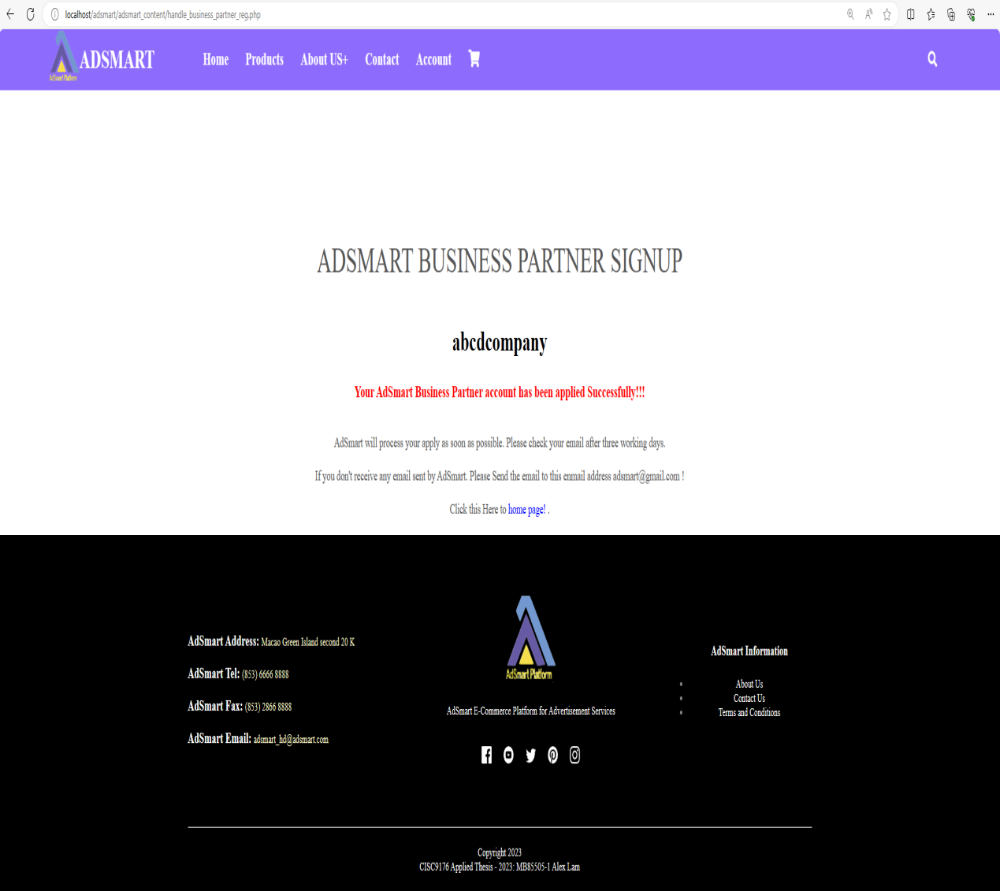 localhost/adsmart/adsmart_content/handle_business_partner_reg.php
ADSMART
AdSmart Platform
Home Products About US+ Contact Account
ADSMART BUSINESS PARTNER SIGNUP
abcdcompany
Your AdSmart Business Partner account has been applied Successfully!!!
AdSmart will process your apply as soon as possible. Please check your email after three working days.
If you don't receive any email sent by AdSmart. Please Send the email to this enmail address adsmart@gmail.com !
Click this Here to home page! .
AdSmart Address: Macao Green Island second 20 K
AdSmart Tel: (853) 6666 8888
AdSmart Fax: (853) 2866 8888
AdSmart Email: adsmart_hd@adsmart.com
AdSmart Platform
AdSmart E-Commerce Platform for Advertisement Services
AdSmart Information
About Us
Contact Us
Terms and Conditions
Copyright 2023
CISC9176 Applied Thesis - 2023: MB85505-1 Alex Lam